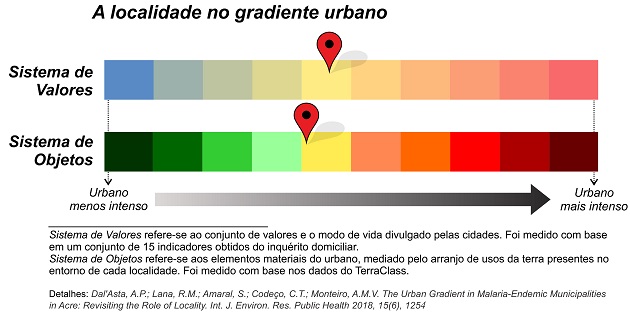 A localidade no gradiente urbano
Sistema de
Valores
Sistema de
Objetos
Urbano
menos intenso
Urbano
mais intenso
Sistema de Valores refere-se ao conjunto de valores e o modo de vida divulgado pelas cidades. Foi medido com base
em um conjunto de 15 indicadores obtidos do inquérito domiciliar.
Sistema de Objetos refere-se aos elementos materiais do urbano, mediado pelo arranjo de usos da terra presentes no
entorno de cada localidade. Foi medido com base nos dados do TerraClass.
Detalhes: Dal'Asta, A.P.; Lana, R.M.; Amaral, S.; Codeço, C.T.; Monteiro, A.M.V. The Urban Gradient in Malaria-Endemic Municipalities
in Acre: Revisiting the Role of Locality. Int. J. Environ. Res. Public Health 2018, 15(6), 1254